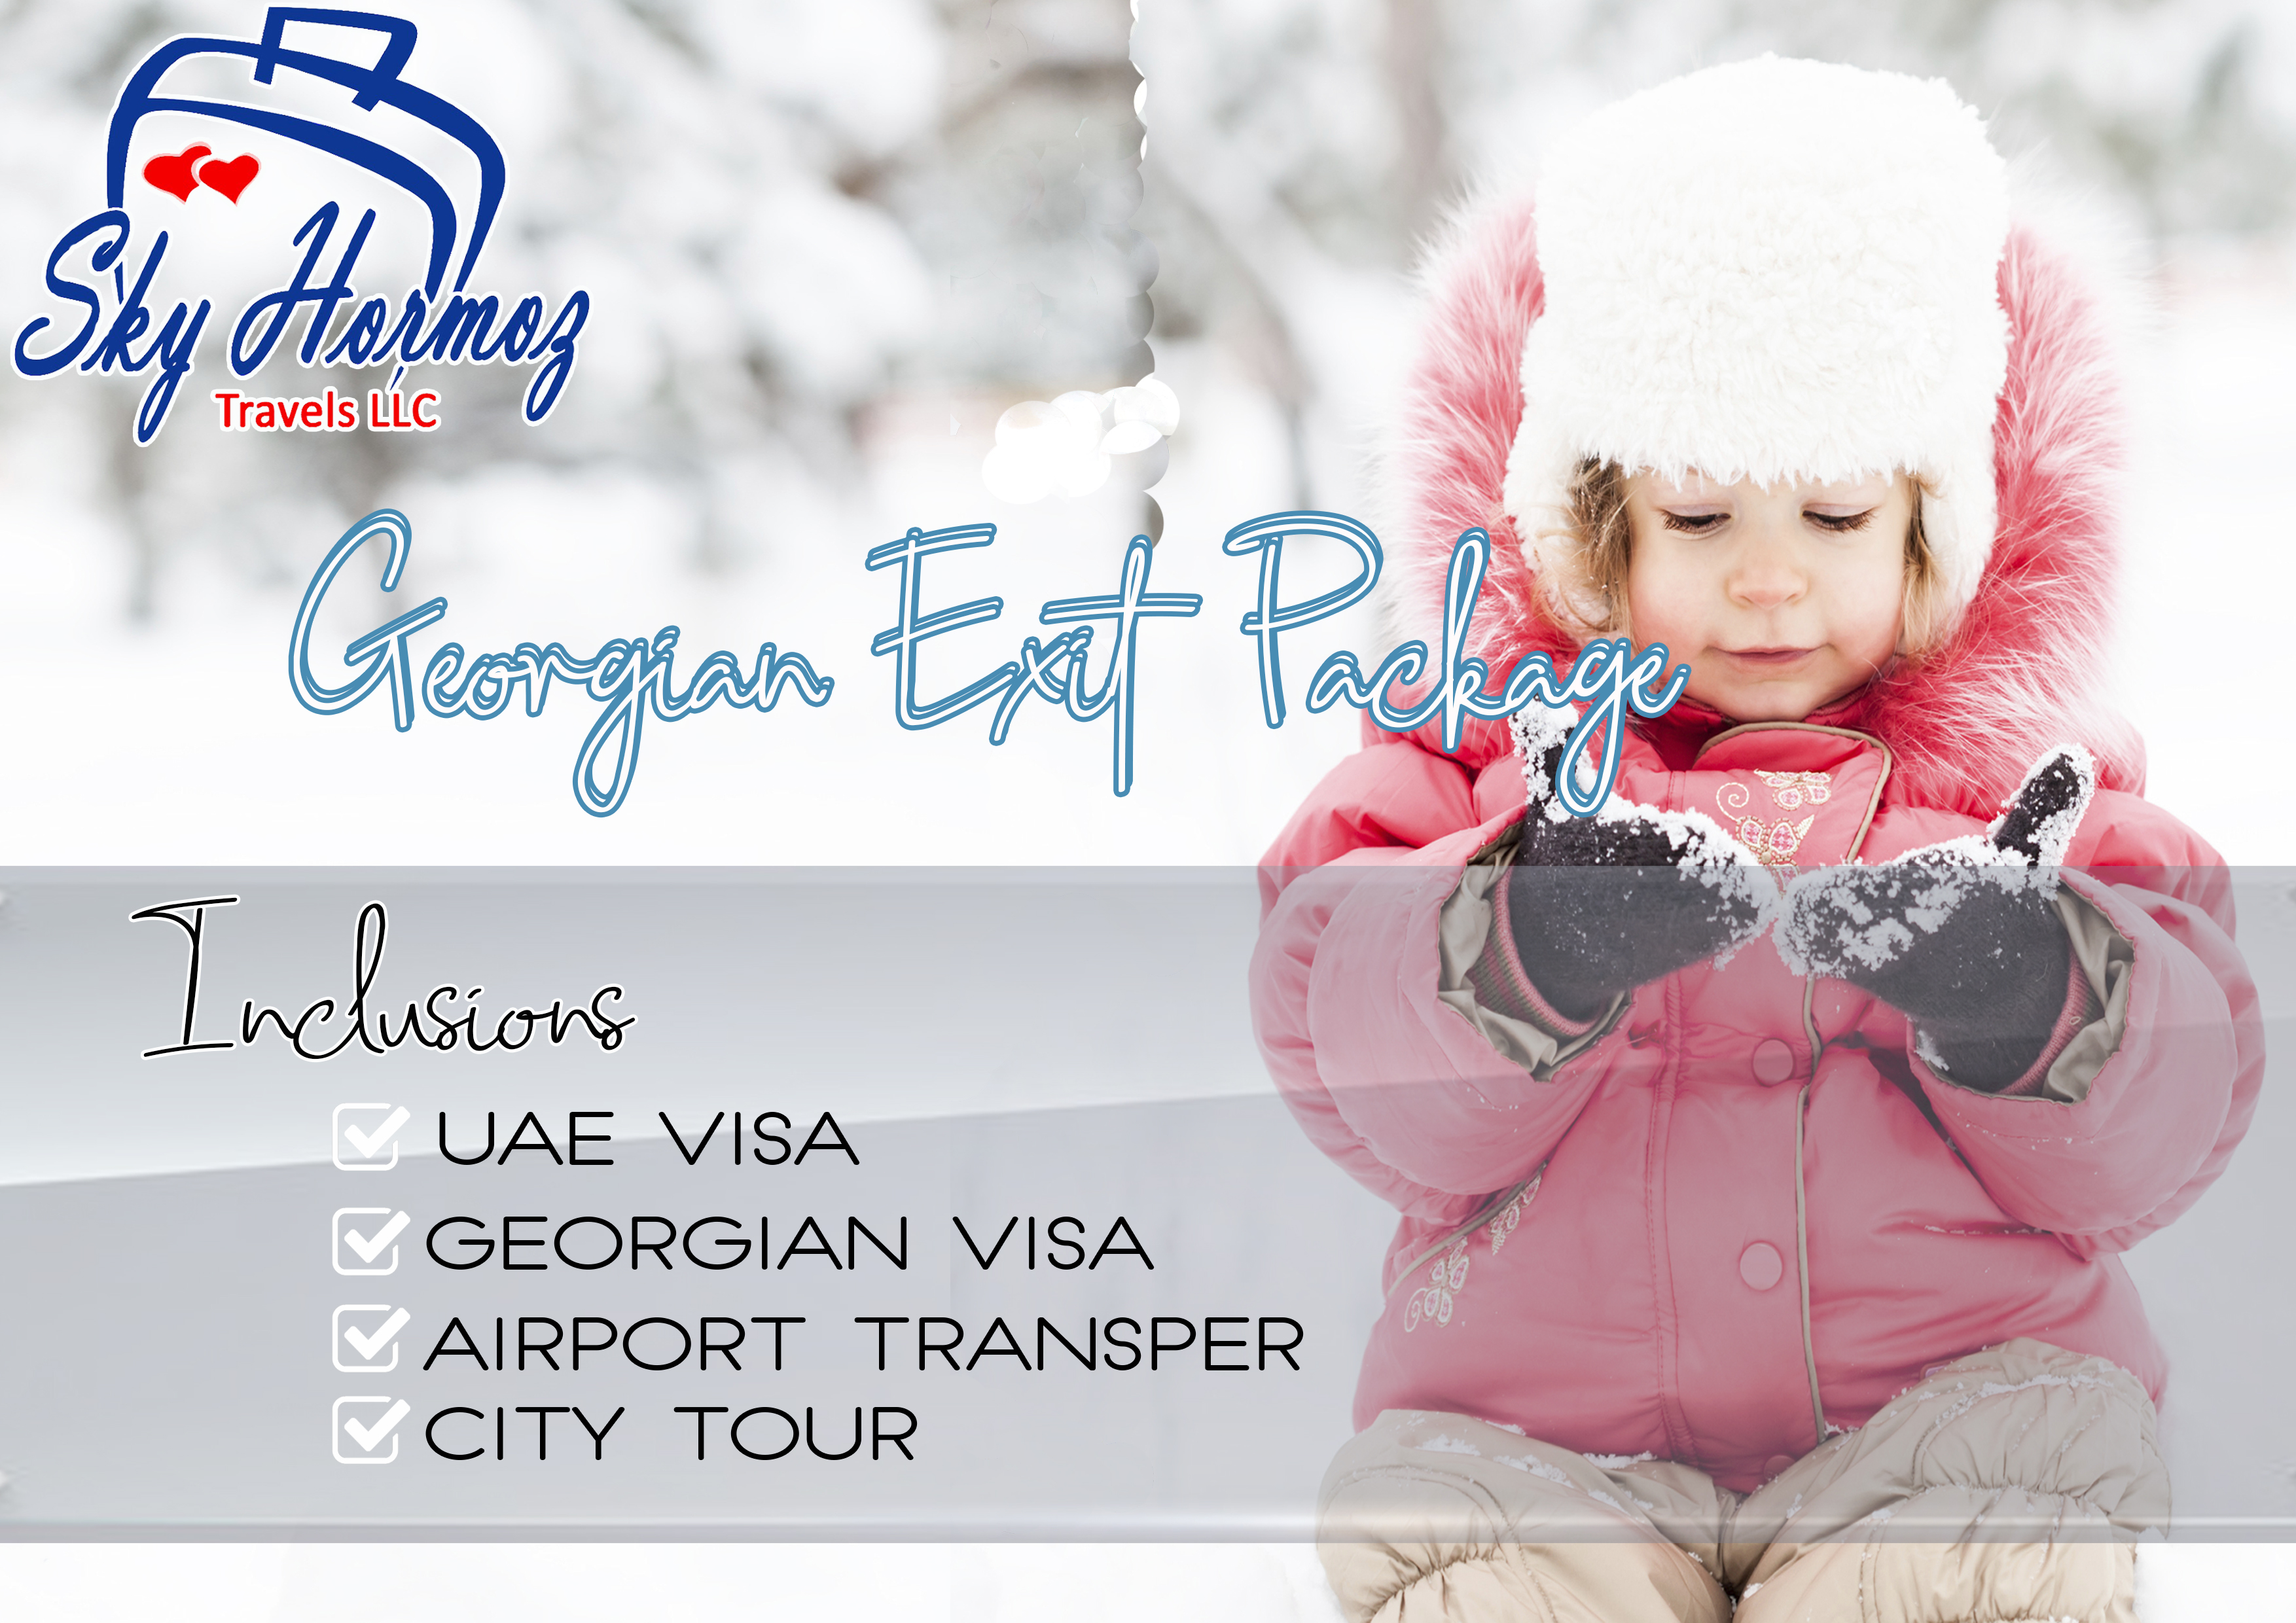 Sky Hormoz
Travels LLC
Georgian Exit Package
Inclusions
UAE VISA
GEORGIAN VISA
AIRPORT TRANSPER
CITY TOUR